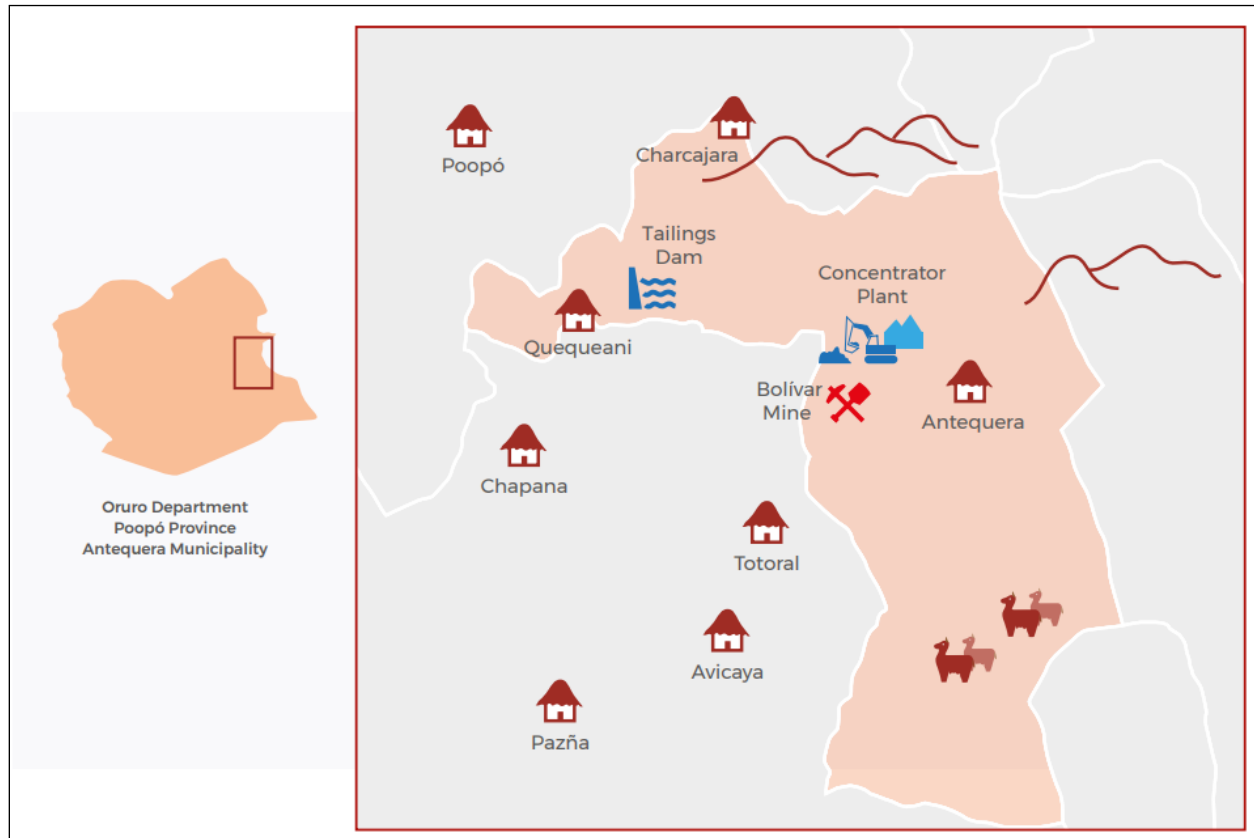 Poopó
Charcajara
Tailings
Dam
Concentrator
Plant
Quequeani
Bolívar
Mine
Antequera
Chapana
Oruro Department
Poopó Province
Antequera Municipality
Totoral
Avicaya
Pazña